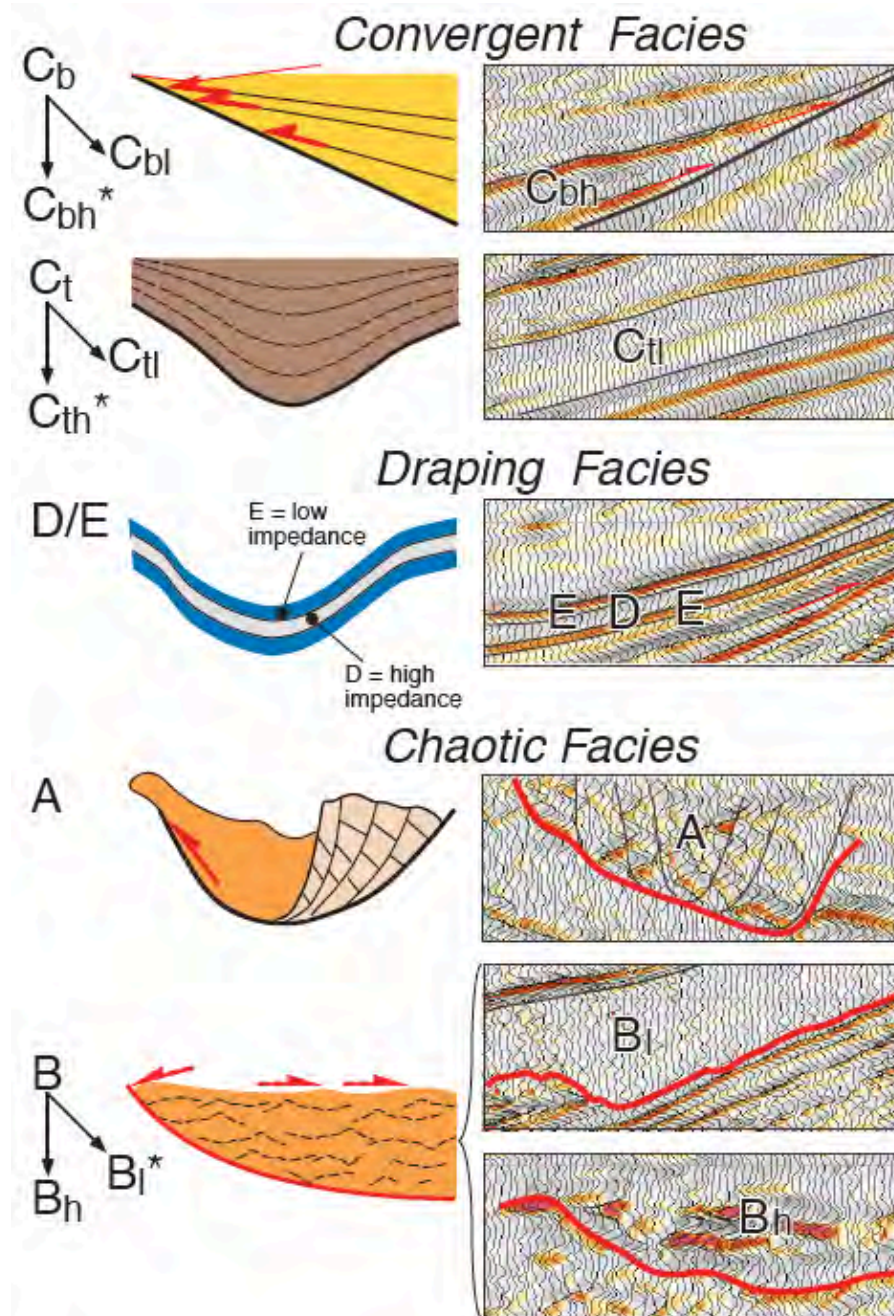 Convergent Facies
Cb
Cbl
Cbh*
Cbh
Ct
Ctl
Cth*
Ctl
Draping Facies
D/E
E = low
impedance
D = high
impedance
E D E
Chaotic Facies
A
A
B
Bl*
Bh
Bl
Bh